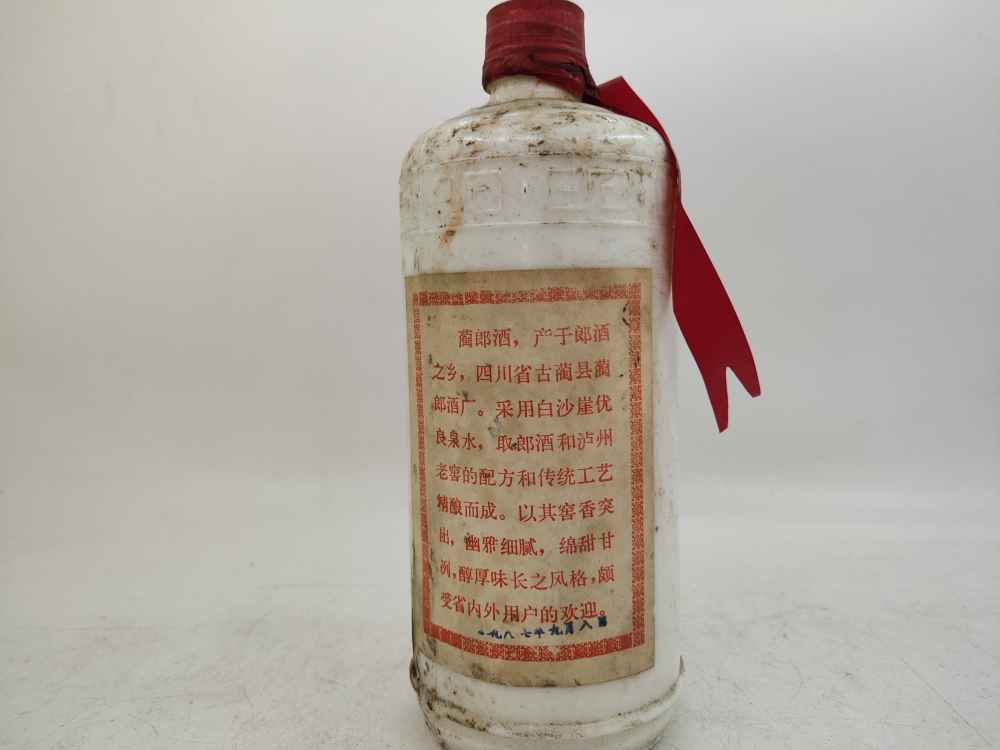 蔺郎酒，产于郎酒
之乡，四川省古蔺县蔺
郎酒厂。采用白沙崖优
良泉水，取郎酒和泸州
老窖的配方和传统工艺
精酿而成。以其窖香突
出，幽雅细腻，绵甜甘
洌，醇厚味长之风格，颇
受省内外用户的欢迎。
一九八七年九月八日